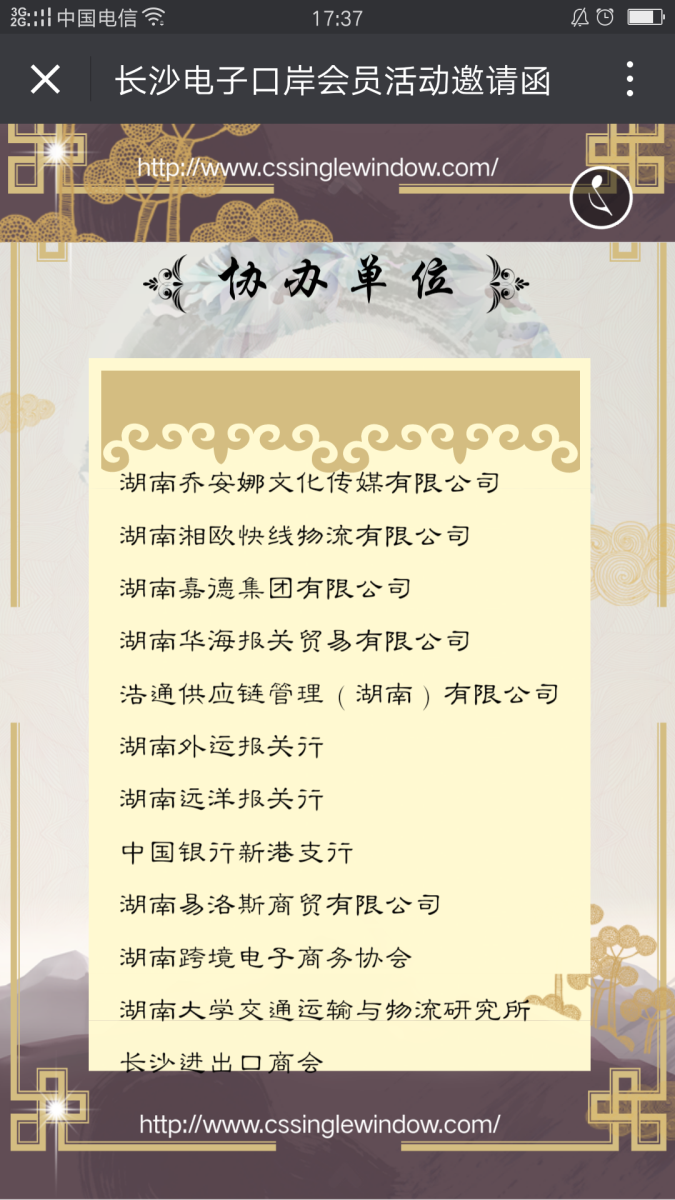 3G
2G
中国电信
17:37
长沙电子口岸会员活动邀请函
http://www.cssinglewindow.com/
协办单位
湖南乔安娜文化传媒有限公司
湖南湘欧快线物流有限公司
湖南嘉德集团有限公司
湖南华海报关贸易有限公司
浩通供应链管理（湖南）有限公司
湖南外运报关行
湖南远洋报关行
中国银行新港支行
湖南易洛斯商贸有限公司
湖南跨境电子商务协会
湖南大学交通运输与物流研究所
长沙进出口商会
http://www.cssinglewindow.com/